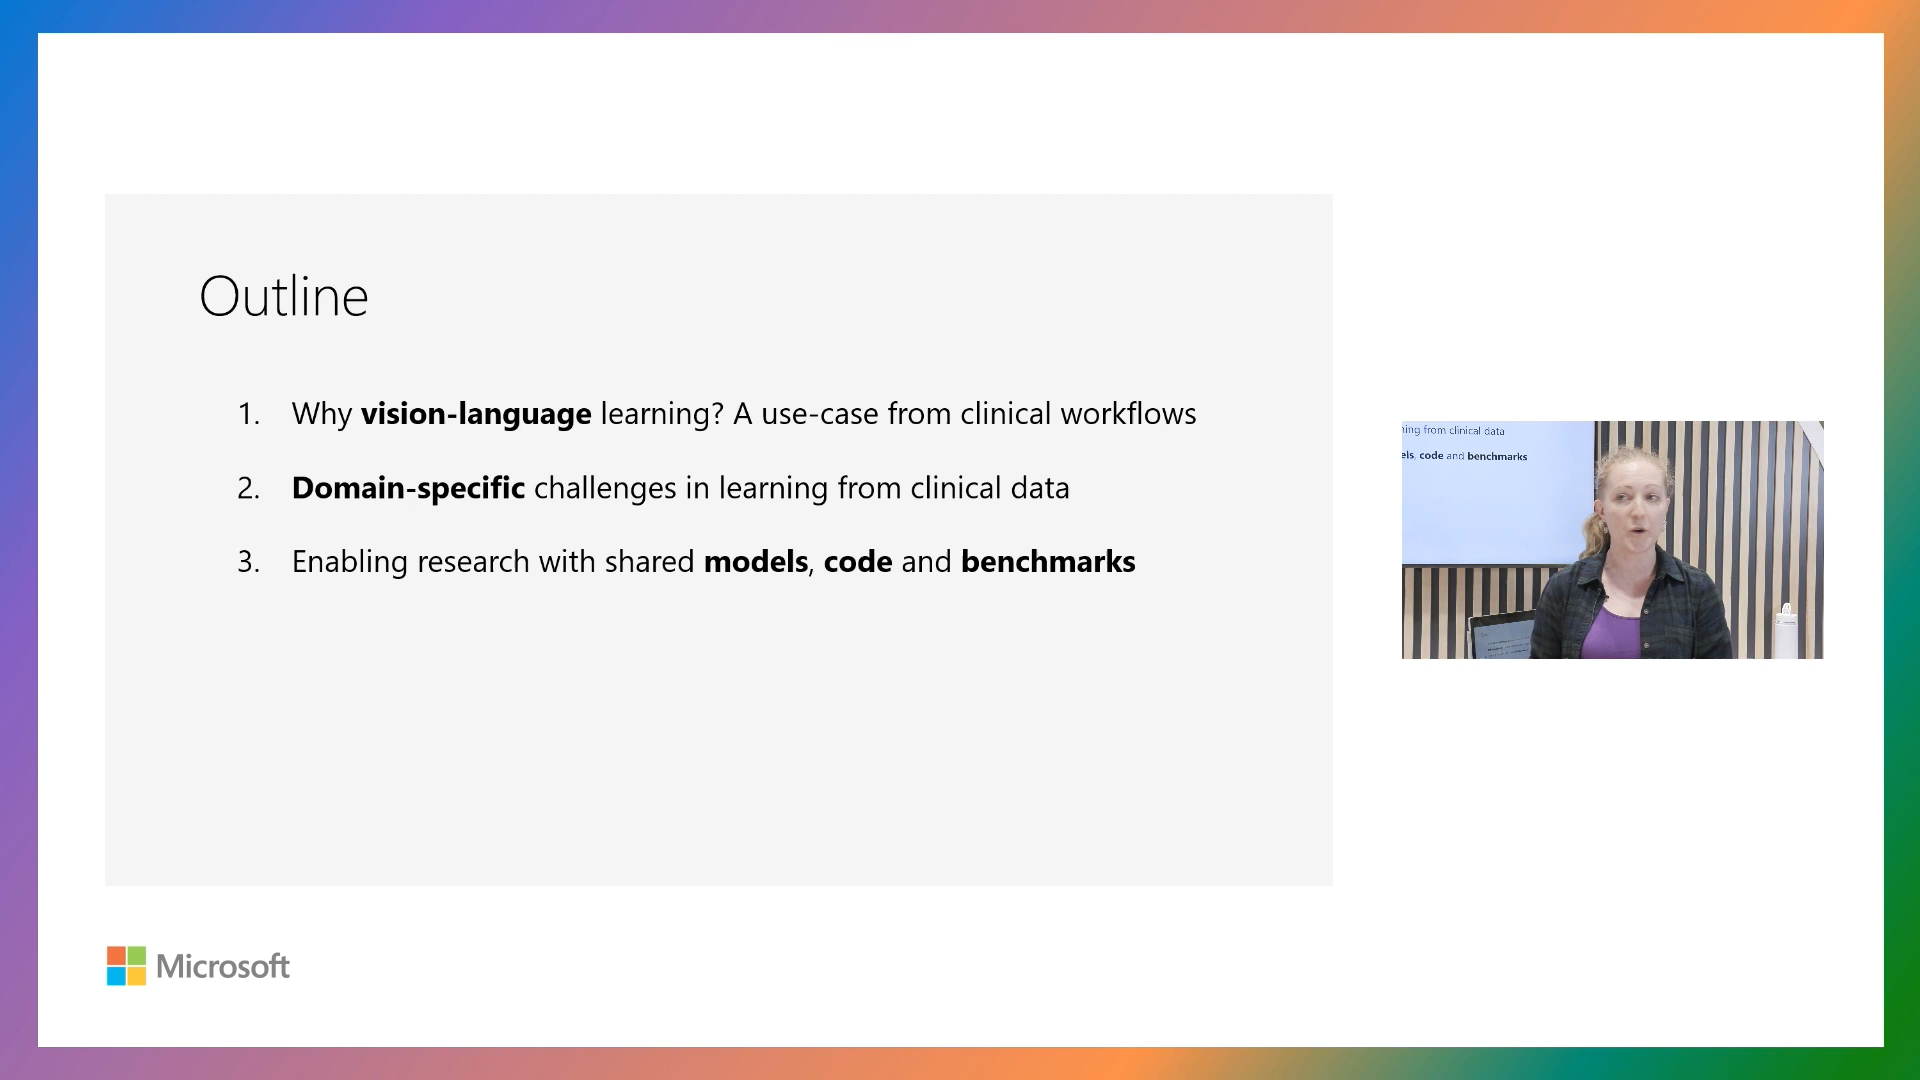 Outline
1. Why vision-language learning? A use-case from clinical workflows
2. Domain-specific challenges in learning from clinical data
3. Enabling research with shared models, code and benchmarks
ning from clinical data
els, code and benchmarks
Microsoft